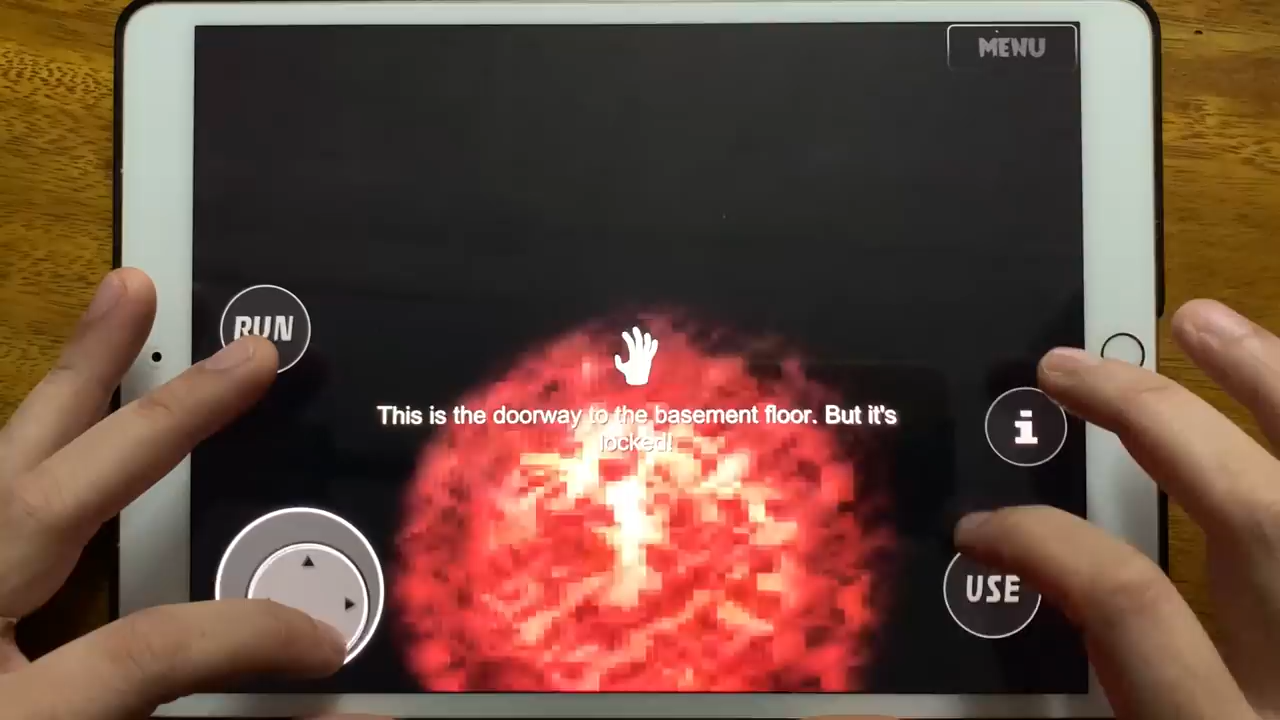 MENU
RUN
This is the doorway to the basement floor. But it's
locked!
i
USE